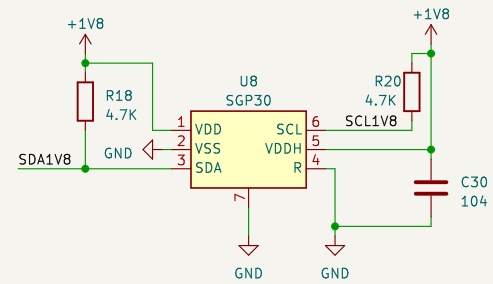 +1V8
+1V8
U8
SGP30
R18
4.7K
R20
4.7K
SCL1V8
1
VDD
SCL
6
GND
2
VSS
VDDH
5
SDA1V8
3
SDA
R
4
7
C30
104
GND
GND